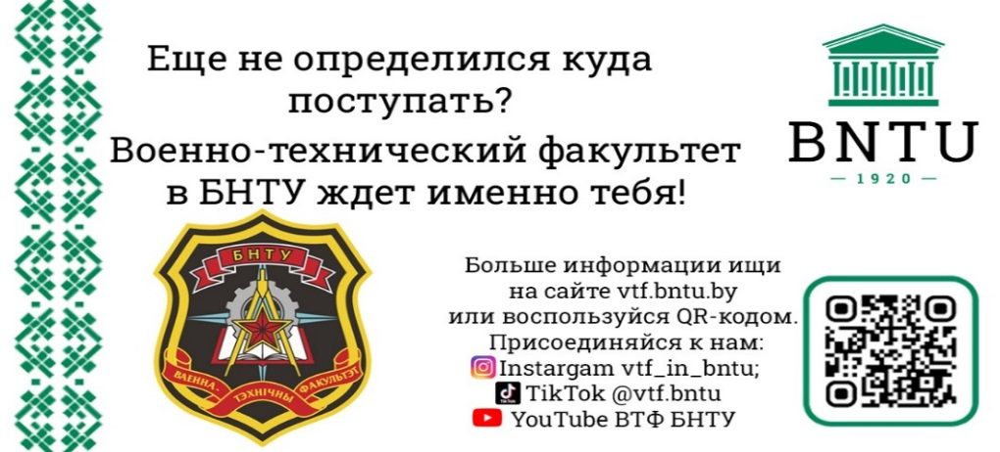 Еще не определился куда
поступать?
Военно-технический факультет
в БНТУ ждет именно тебя!
BNTU
— 1920 —
БНТУ
ВАЕННА-
ТЭХНІЧНЫ
ФАКУЛЬТЭТ
Больше информации ищи
на сайте vtf.bntu.by
или воспользуйся QR-кодом.
Присоединяйся к нам:
Instargam vtf_in_bntu;
TikTok @vtf.bntu
YouTube ВТФ БНТУ